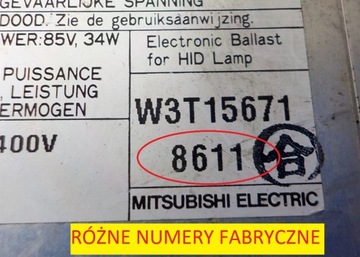 GEVAARLIJKE SPANNING
DOOD. Zie de gebruiksaanwijzing.
WER:85V, 34W
PUISSANCE
LEISTUNG
ERMOGEN
400V
Electronic Ballast
for HID Lamp
W3T15671
8611 合
MITSUBISHI ELECTRIC
RÓŻNE NUMERY FABRYCZNE